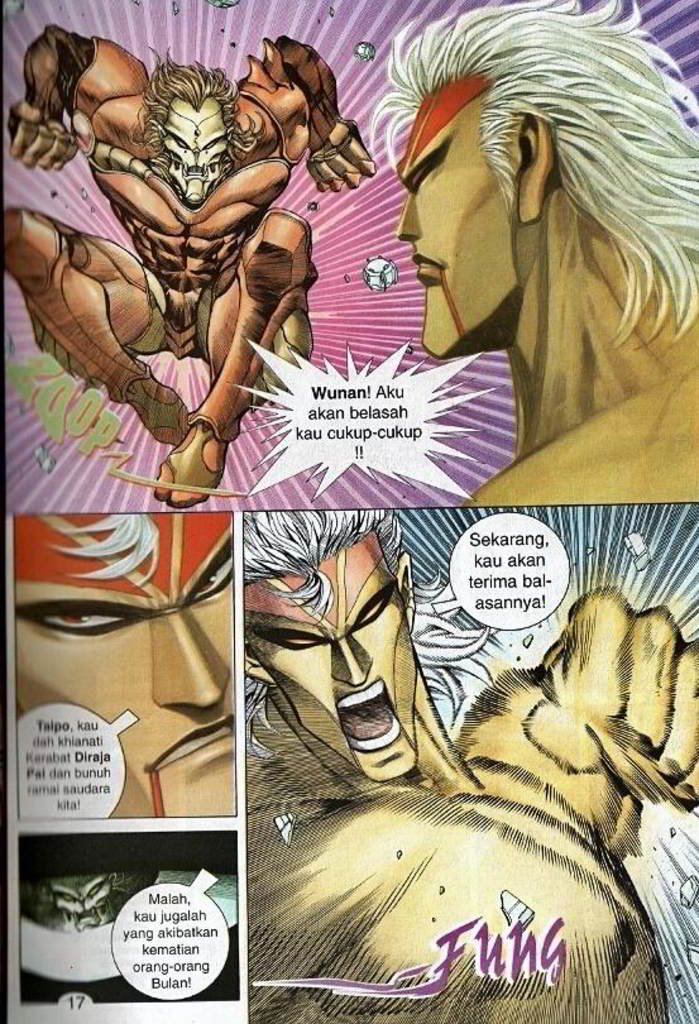 Wunan! Aku
akan belasah
kau cukup-cukup
!!
ZAOOP
Taipo, kau
dah khianati
Kerabat Diraja
Pai dan bunuh
ramai saudara
kita!
Sekarang,
kau akan
terima bal-
asannya!
Malah,
kau jugalah
yang akibatkan
kematian
orang-orang
Bulan!
FUNG
17